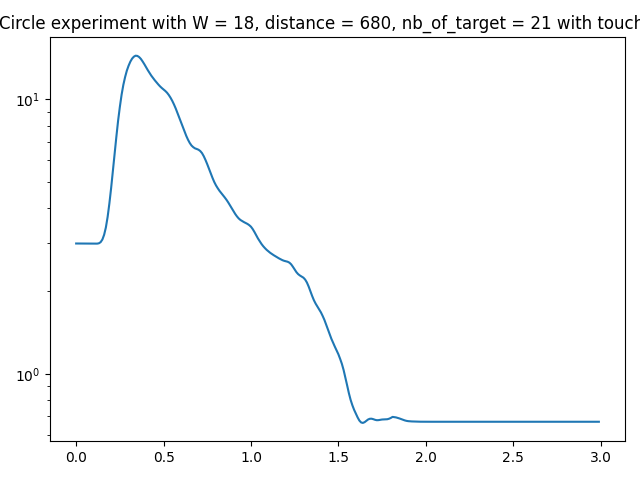 Circle experiment with W = 18, distance = 680, nb_of_target = 21 with touch
10¹
10⁰
0.0 0.5 1.0 1.5 2.0 2.5 3.0